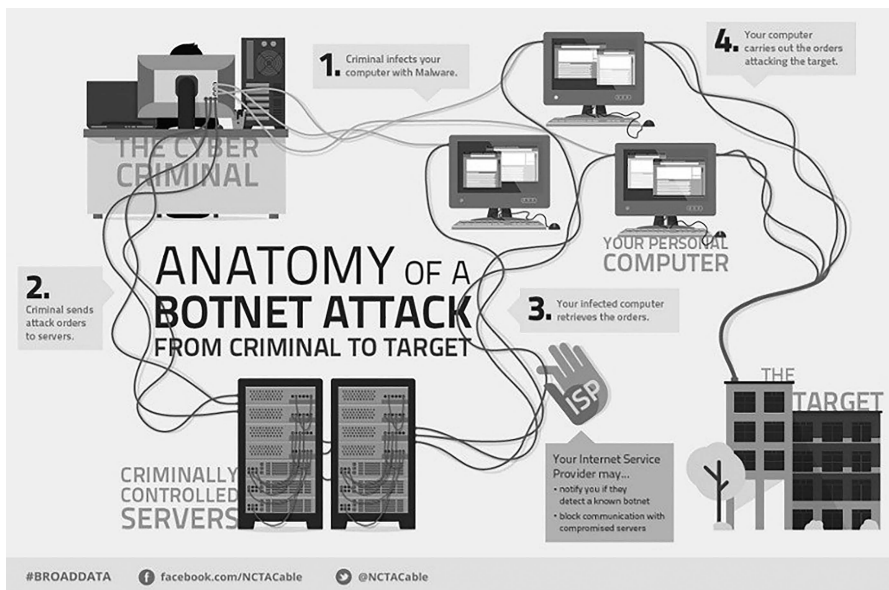 1. Criminal infects your
computer with Malware.
4. Your computer
carries out the orders
attacking the target.
THE CYBER
CRIMINAL
YOUR PERSONAL
COMPUTER
ANATOMY OF A
BOTNET ATTACK
FROM CRIMINAL TO TARGET
2.
Criminal sends
attack orders
to servers.
3. Your infected computer
retrieves the orders.
ISP
THE
TARGET
Your Internet Service
Provider may...
• notify you if they
detect a known botnet
• block communication with
compromised servers
CRIMINALLY
CONTROLLED
SERVERS
#BROADDATA facebook.com/NCTACable @NCTACable